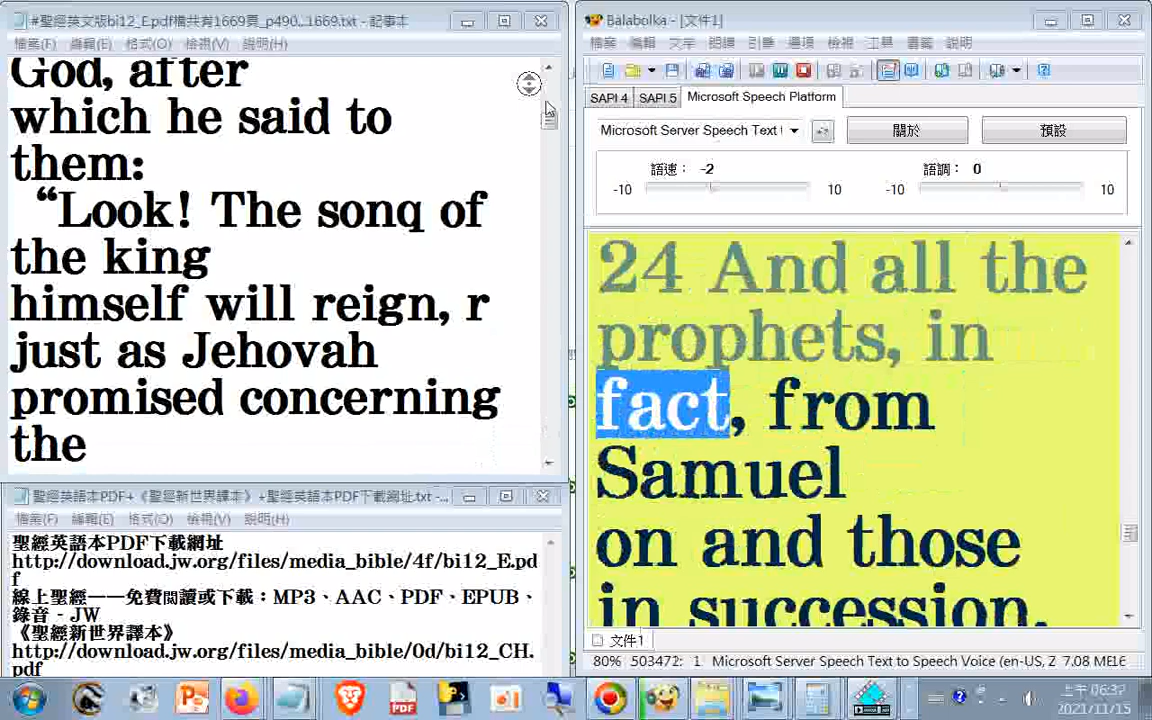 #聖經英文版bi12_E.pdf檔共有1669頁_p490...1669.txt - 記事本
檔案(F) 編輯(E) 格式(O) 檢視(V) 說明(H)
God, after
which he said to
them:
“Look! The sonq of
the king
himself will reign, r
just as Jehovah
promised concerning
the
聖經英語本PDF+《聖經新世界譯本》+聖經英語本PDF下載網址.txt -...
檔案(F) 編輯(E) 格式(O) 檢視(V) 說明(H)
聖經英語本PDF下載網址
http://download.jw.org/files/media_bible/4f/bi12_E.pd
f
線上聖經——免費閱讀或下載：MP3、AAC、PDF、EPUB、
錄音 - JW
《聖經新世界譯本》
http://download.jw.org/files/media_bible/0d/bi12_CH.
pdf
Balabolka - [文件1]
檔案 編輯 文字 朗讀 引擎 選項 檢視 工具 書籤 說明
SAPI 4 SAPI 5 Microsoft Speech Platform
Microsoft Server Speech Text 關於 預設
語速： -2 語調： 0
-10 10 -10 10
24 And all the
prophets, in
fact, from
Samuel
on and those
in succession,
文件1
80% 503472: 1 Microsoft Server Speech Text to Speech Voice (en-US, Z 7.08 ME16
PDF
上午 06:37
2021/11/15